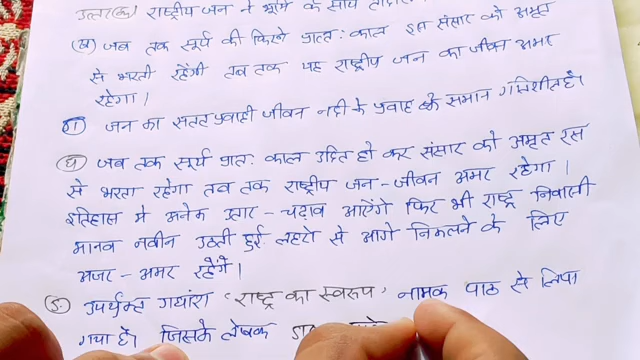 उत्तर (क) राष्ट्रीय जन ने भूमि के साथ
(ख) जब तक सूर्य की किरणे प्रात: काल इस संसार को अमृत
से भरती रहेंगी तब तक यह राष्ट्रीय जन का जीवन अमर
रहेगा।
ग) जन का सतत प्रवाही जीवन नदी के प्रवाह के समान गतिशील है।
घ) जब तक सूर्य प्रात: काल उदित हो कर संसार को अमृत रस
से भरता रहेगा तब तक राष्ट्रीय जन-जीवन अमर रहेगा।
इतिहास मे अनेक उतार-चढ़ाव आएंगे फिर भी राष्ट्र निवासी
मानव नवीन उठती हुई लहरो से आगे निकलने के लिए
अजर-अमर रहेंगे।
ड. उपर्युक्त गद्यांश 'राष्ट्र का स्वरूप' नामक पाठ से लिया
गया है। जिसके लेखक